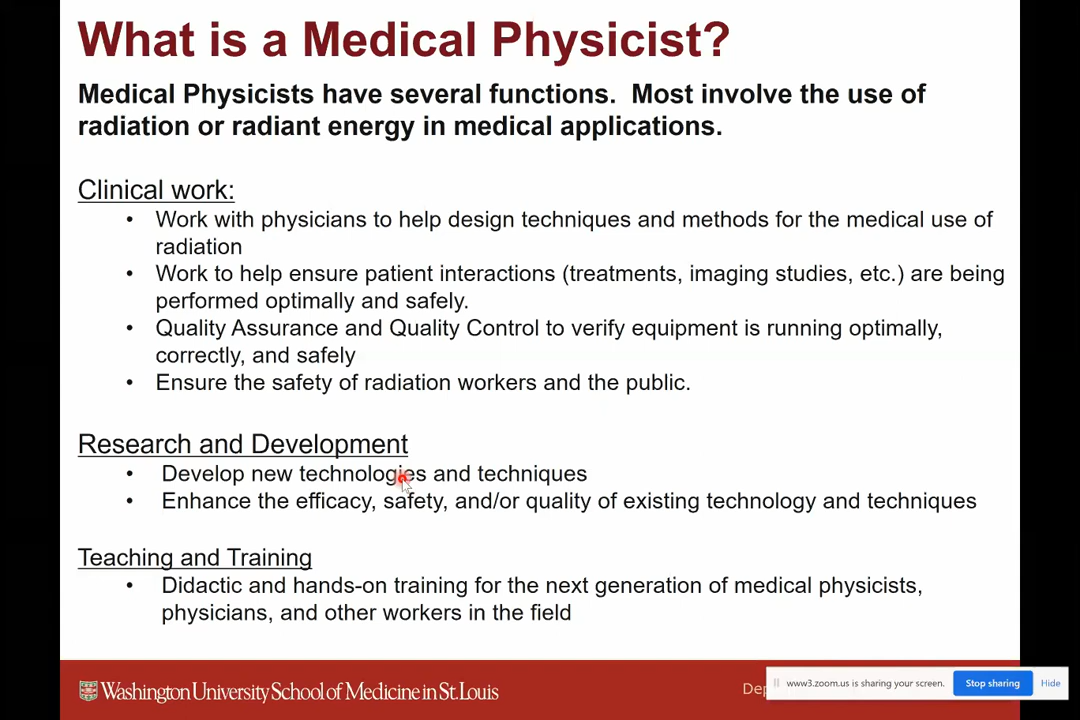 What is a Medical Physicist?
Medical Physicists have several functions.  Most involve the use of
radiation or radiant energy in medical applications.
Clinical work:
• Work with physicians to help design techniques and methods for the medical use of
radiation
• Work to help ensure patient interactions (treatments, imaging studies, etc.) are being
performed optimally and safely.
• Quality Assurance and Quality Control to verify equipment is running optimally,
correctly, and safely
• Ensure the safety of radiation workers and the public.
Research and Development
• Develop new technologies and techniques
• Enhance the efficacy, safety, and/or quality of existing technology and techniques
Teaching and Training
• Didactic and hands-on training for the next generation of medical physicists,
physicians, and other workers in the field
Washington University School of Medicine in St. Louis
www3.zoom.us is sharing your screen. Stop sharing Hide